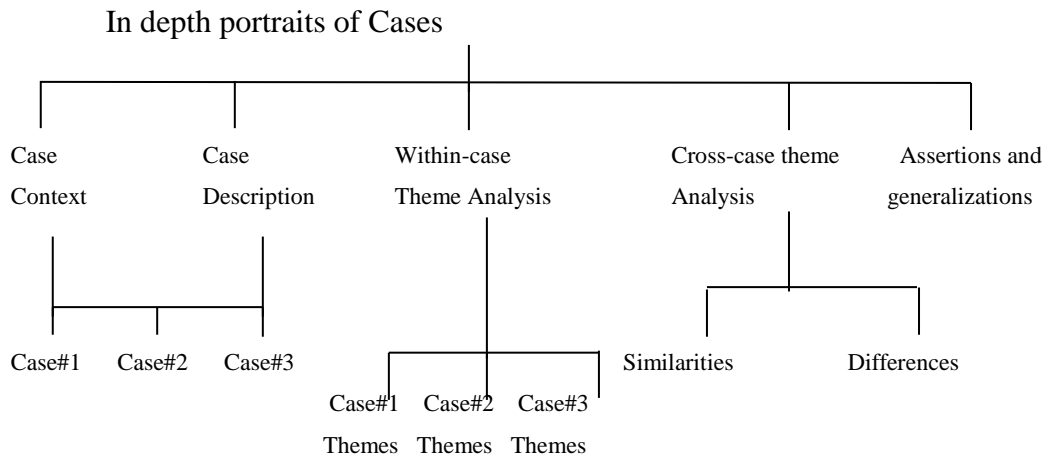 In depth portraits of Cases
Case Case Within-case Cross-case theme Assertions and
Context Description Theme Analysis Analysis generalizations
Case#1 Case#2 Case#3 Similarities Differences
Case#1 Case#2 Case#3
Themes Themes Themes